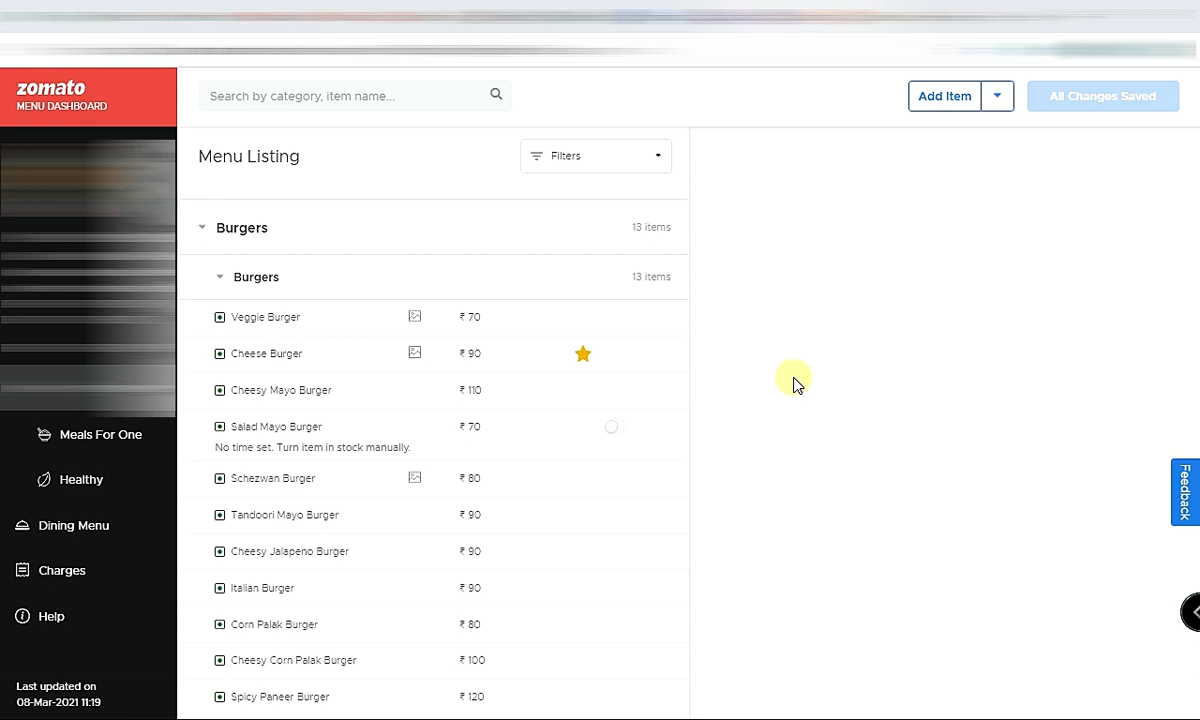 zomato
MENU DASHBOARD
Search by category, item name...
Add Item
All Changes Saved
Menu Listing
Filters
Burgers 13 items
Burgers 13 items
Veggie Burger ₹ 70
Cheese Burger ₹ 90
Cheesy Mayo Burger ₹ 110
Salad Mayo Burger ₹ 70
No time set. Turn item in stock manually.
Schezwan Burger ₹ 80
Tandoori Mayo Burger ₹ 90
Cheesy Jalapeno Burger ₹ 90
Italian Burger ₹ 90
Corn Palak Burger ₹ 80
Cheesy Corn Palak Burger ₹ 100
Spicy Paneer Burger ₹ 120
Meals For One
Healthy
Dining Menu
Charges
Help
Last updated on
08-Mar-2021 11:19
Feedback